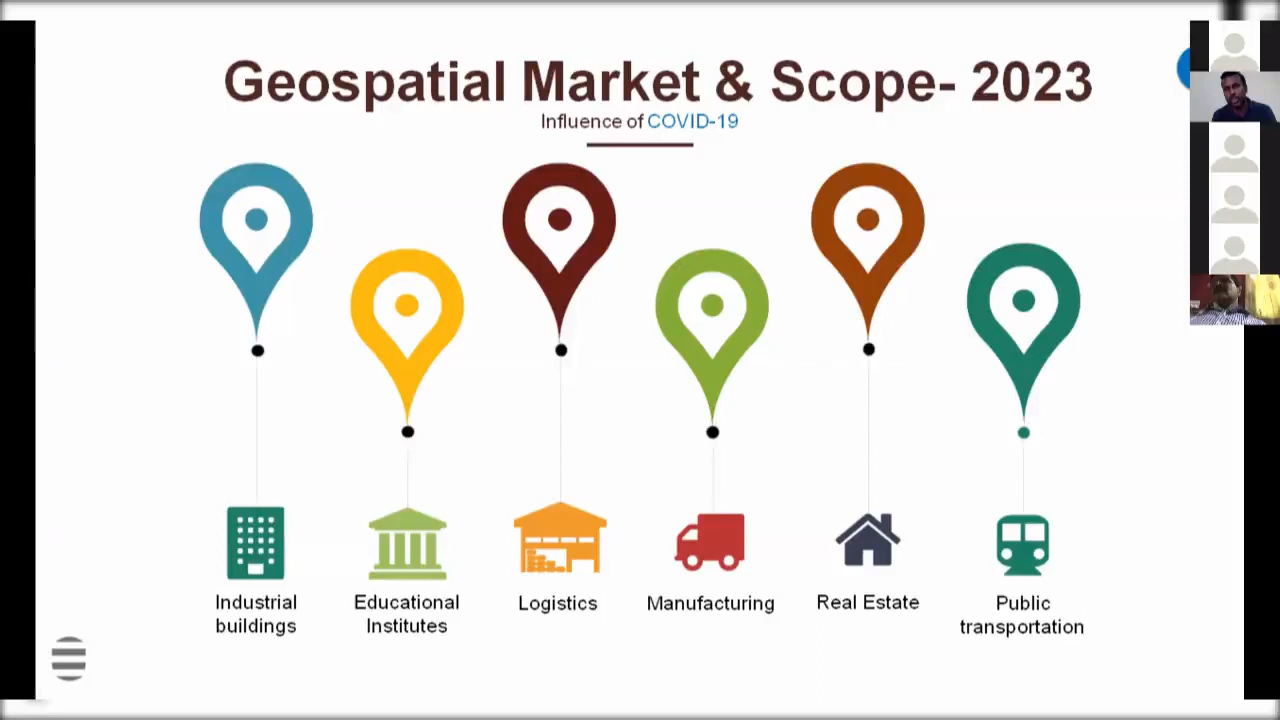 Geospatial Market & Scope- 2023
Influence of COVID-19
Industrial
buildings
Educational
Institutes
Logistics
Manufacturing
Real Estate
Public
transportation